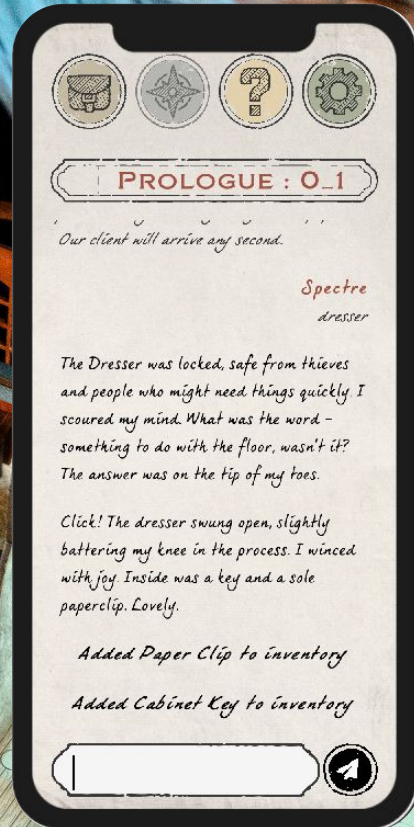 PROLOGUE : 0_1
Our client will arrive any second.
Spectre
dresser
The Dresser was locked, safe from thieves
and people who might need things quickly. I
scoured my mind. What was the word –
something to do with the floor, wasn't it?
The answer was on the tip of my toes.
Click! The dresser swung open, slightly
battering my knee in the process. I winced
with joy. Inside was a key and a sole
paperclip. Lovely.
Added Paper Clip to inventory
Added Cabinet Key to inventory